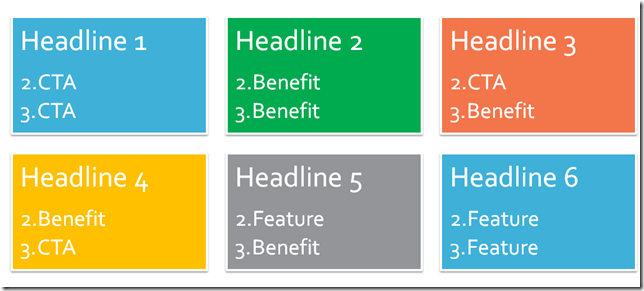 Headline 1
2.CTA
3.CTA
Headline 2
2.Benefit
3.Benefit
Headline 3
2.CTA
3.Benefit
Headline 4
2.Benefit
3.CTA
Headline 5
2.Feature
3.Benefit
Headline 6
2.Feature
3.Feature